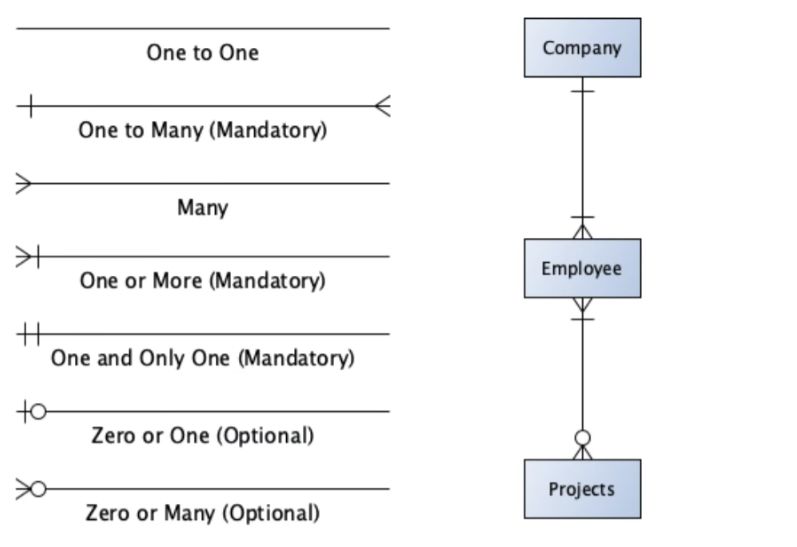 One to One
One to Many (Mandatory)
Many
One or More (Mandatory)
One and Only One (Mandatory)
Zero or One (Optional)
Zero or Many (Optional)
Company
Employee
Projects